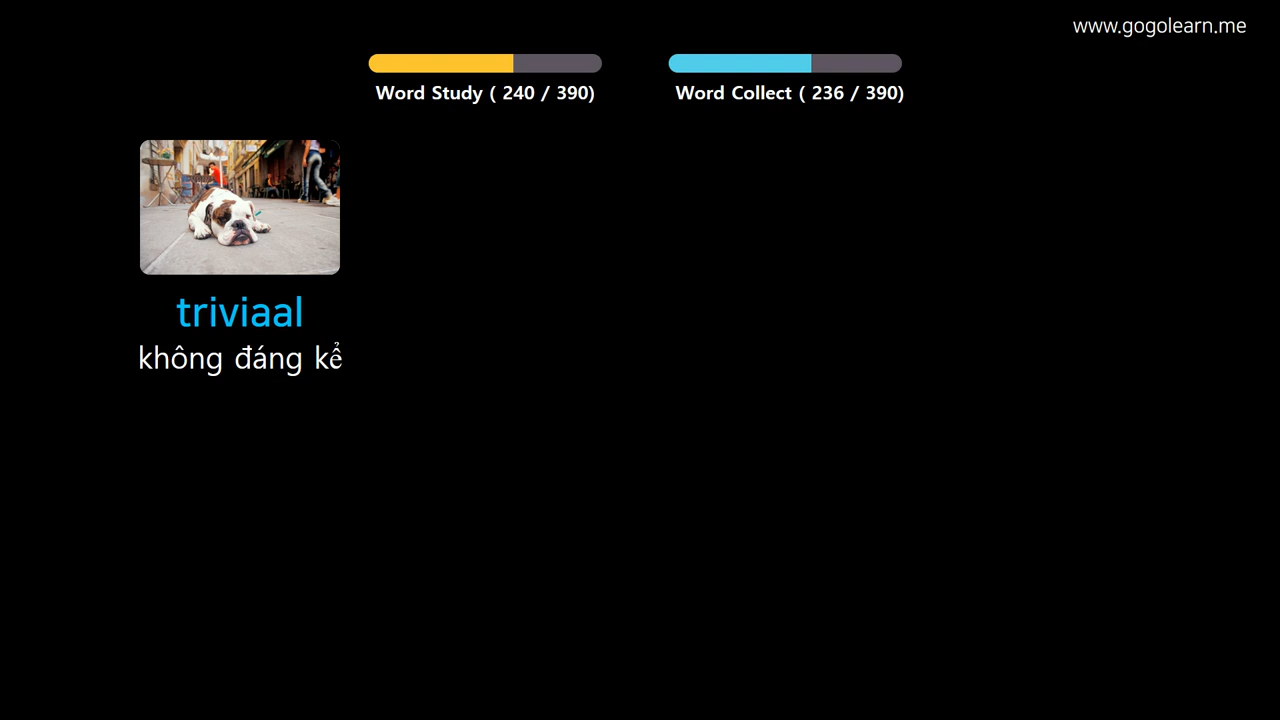 www.gogolearn.me
Word Study ( 240 / 390)
Word Collect ( 236 / 390)
triviaal
không đáng kể